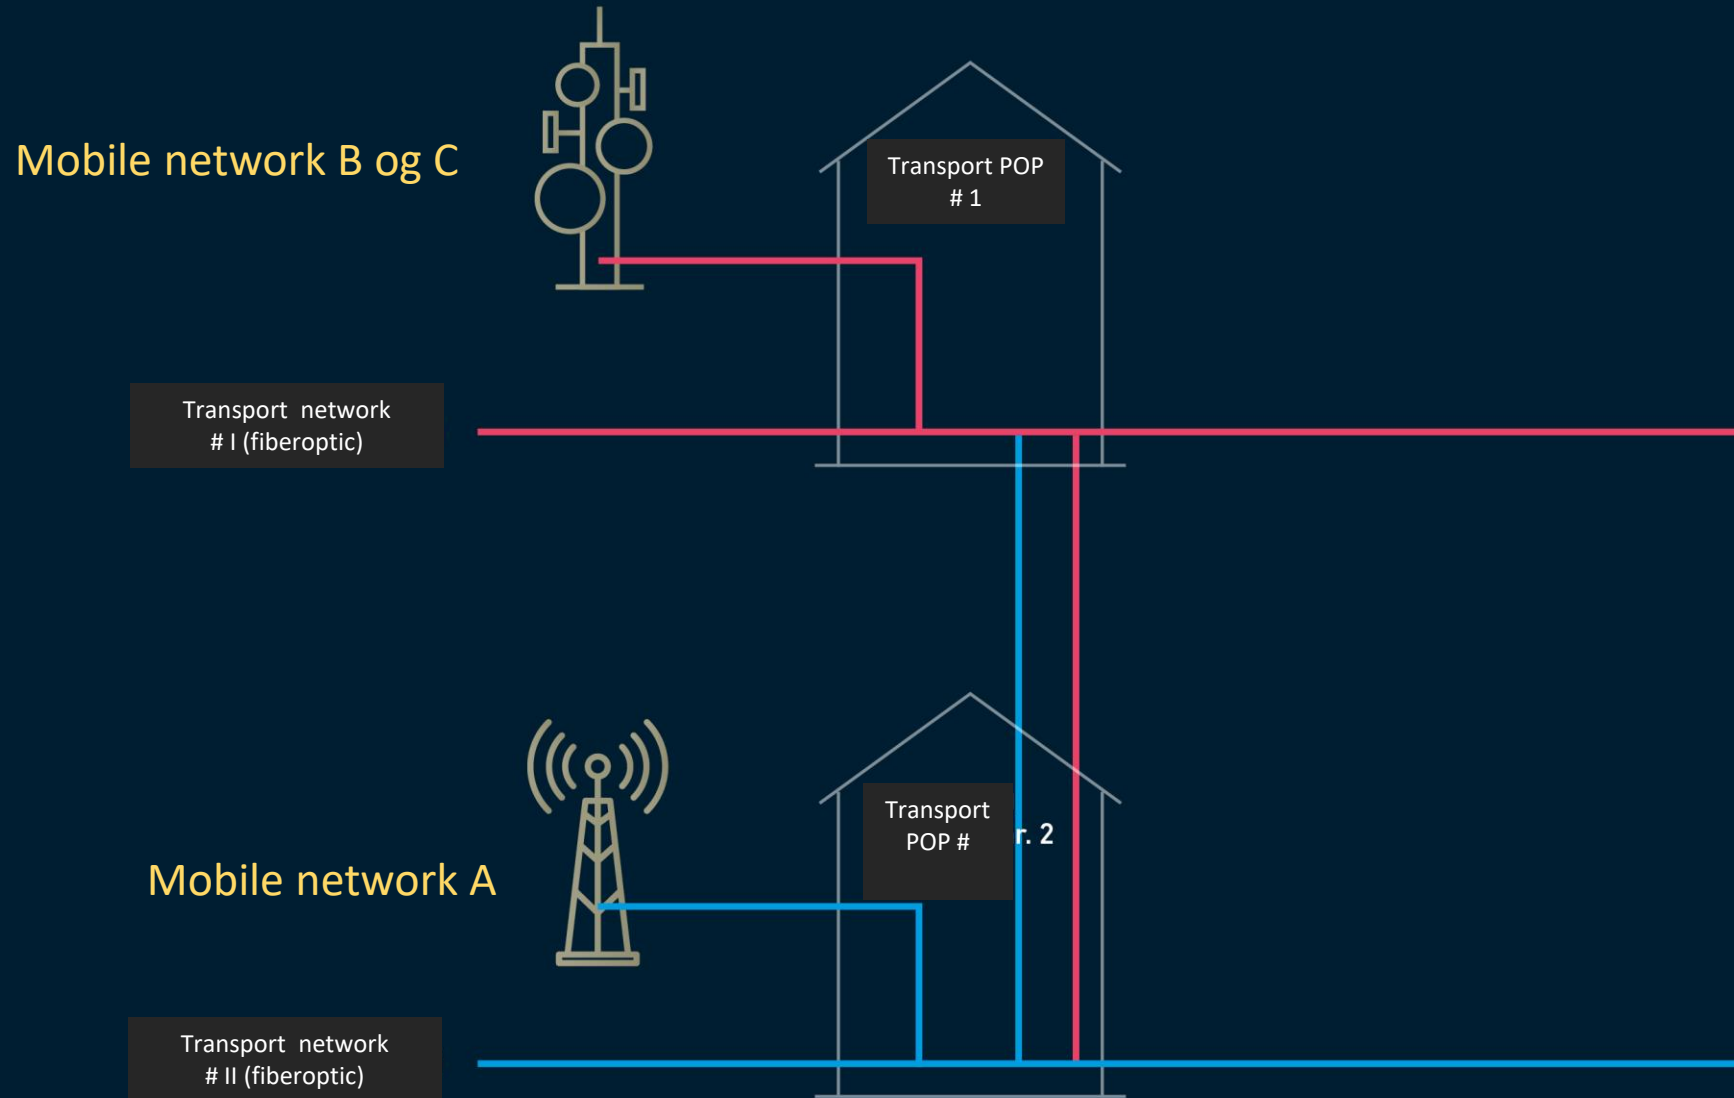 Mobile network B og C
Transport POP
# 1
Transport network
# I (fiberoptic)
Transport
POP #
r. 2
Mobile network A
Transport network
# II (fiberoptic)